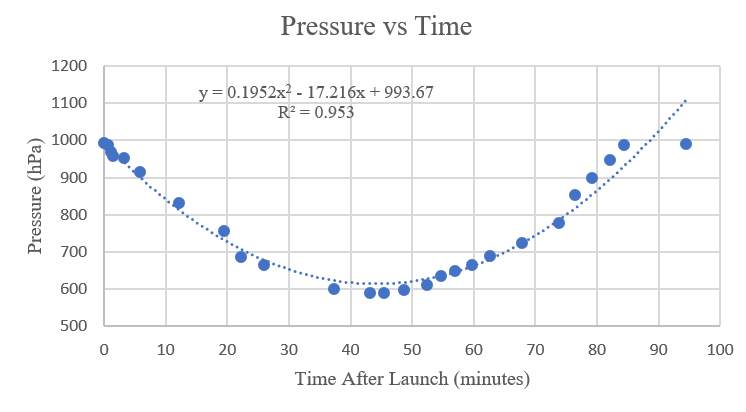 Pressure vs Time
1200
1100
1000
900
800
700
600
500
y = 0.1952x² - 17.216x + 993.67
R² = 0.953
Pressure (hPa)
0 10 20 30 40 50 60 70 80 90 100
Time After Launch (minutes)